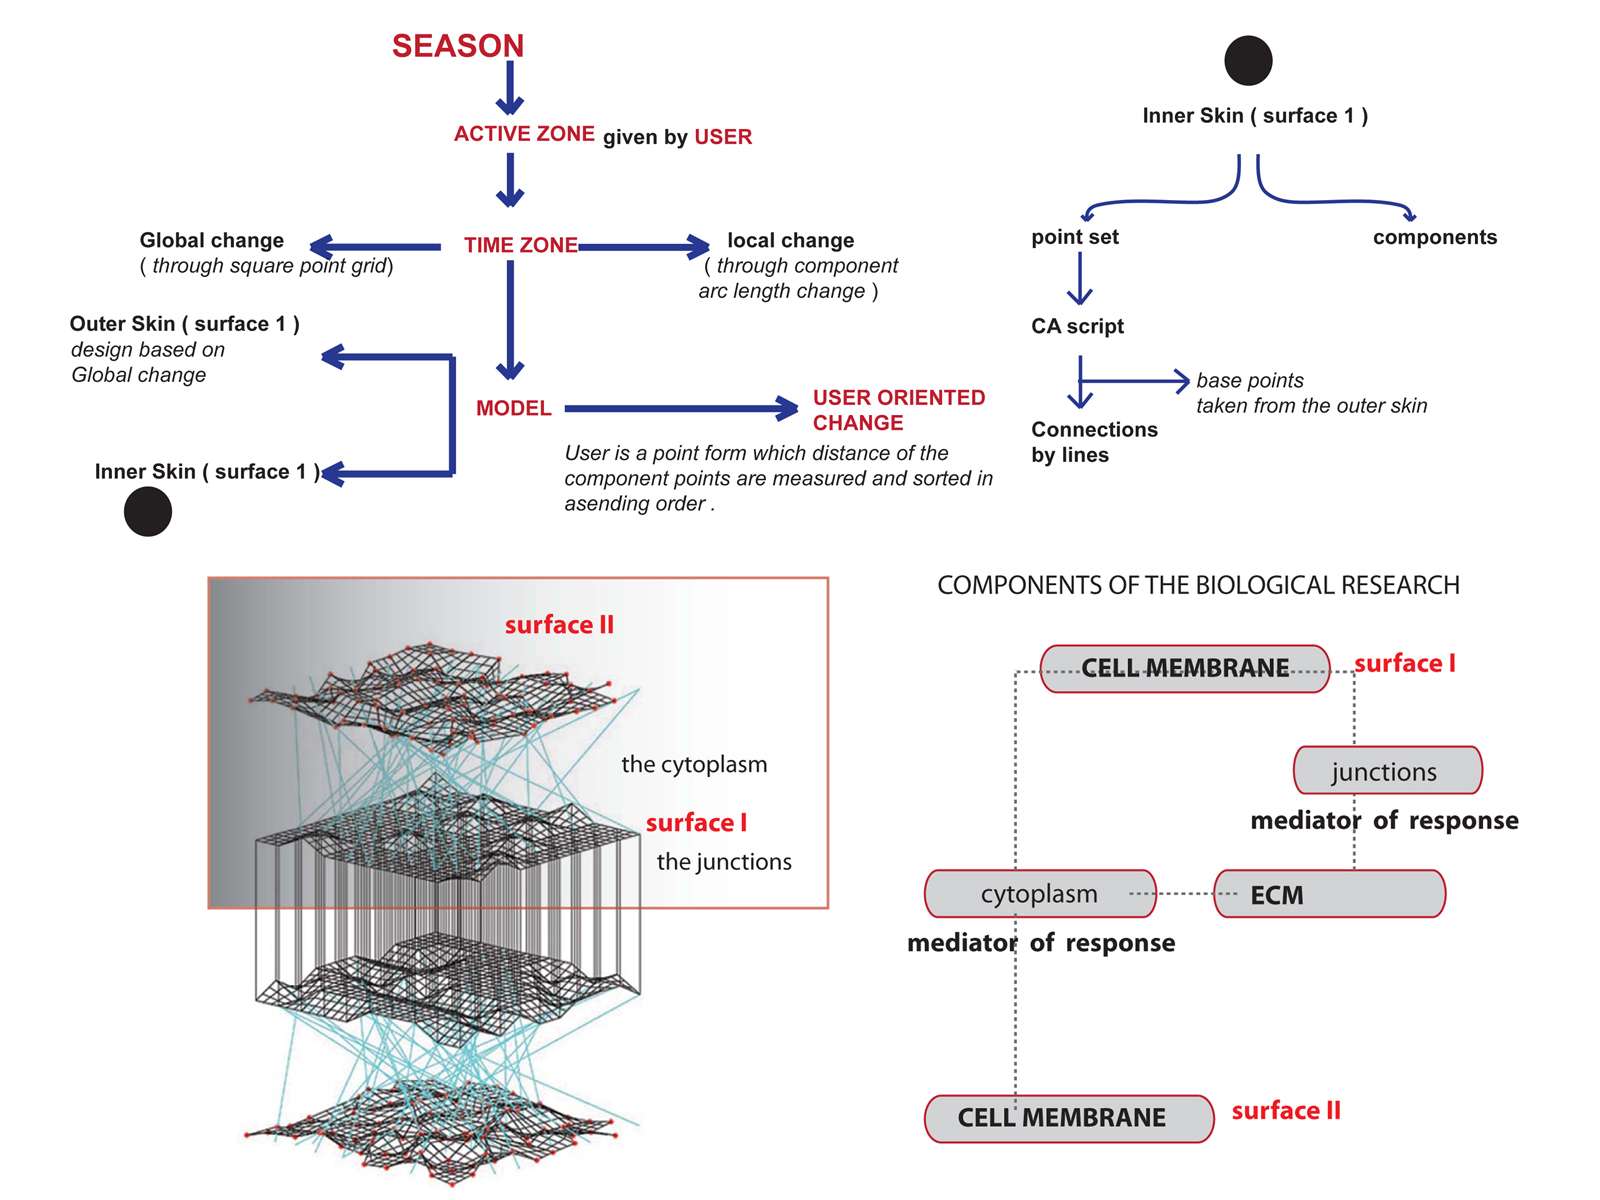 SEASON
ACTIVE ZONE given by USER
Global change
( through square point grid)
TIME ZONE
local change
( through component
arc length change )
Outer Skin ( surface 1 )
design based on
Global change
MODEL
USER ORIENTED
CHANGE
User is a point form which distance of the
component points are measured and sorted in
asending order .
Inner Skin ( surface 1 )
Inner Skin ( surface 1 )
point set
components
CA script
base points
taken from the outer skin
Connections
by lines
surface II
the cytoplasm
surface I
the junctions
COMPONENTS OF THE BIOLOGICAL RESEARCH
CELL MEMBRANE
surface I
junctions
mediator of response
cytoplasm
ECM
mediator of response
CELL MEMBRANE
surface II